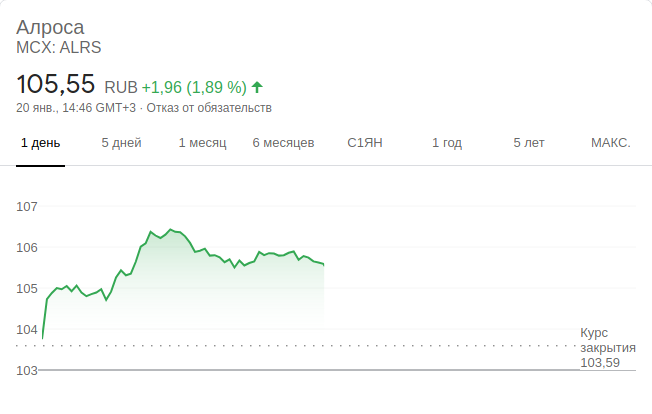 Алроса
MCX: ALRS
105,55 RUB +1,96 (1,89 %)
20 янв., 14:46 GMT+3 · Отказ от обязательств
1 день 5 дней 1 месяц 6 месяцев С1ЯН 1 год 5 лет МАКС.
107
106
105
104
Курс
закрытия
103,59
103